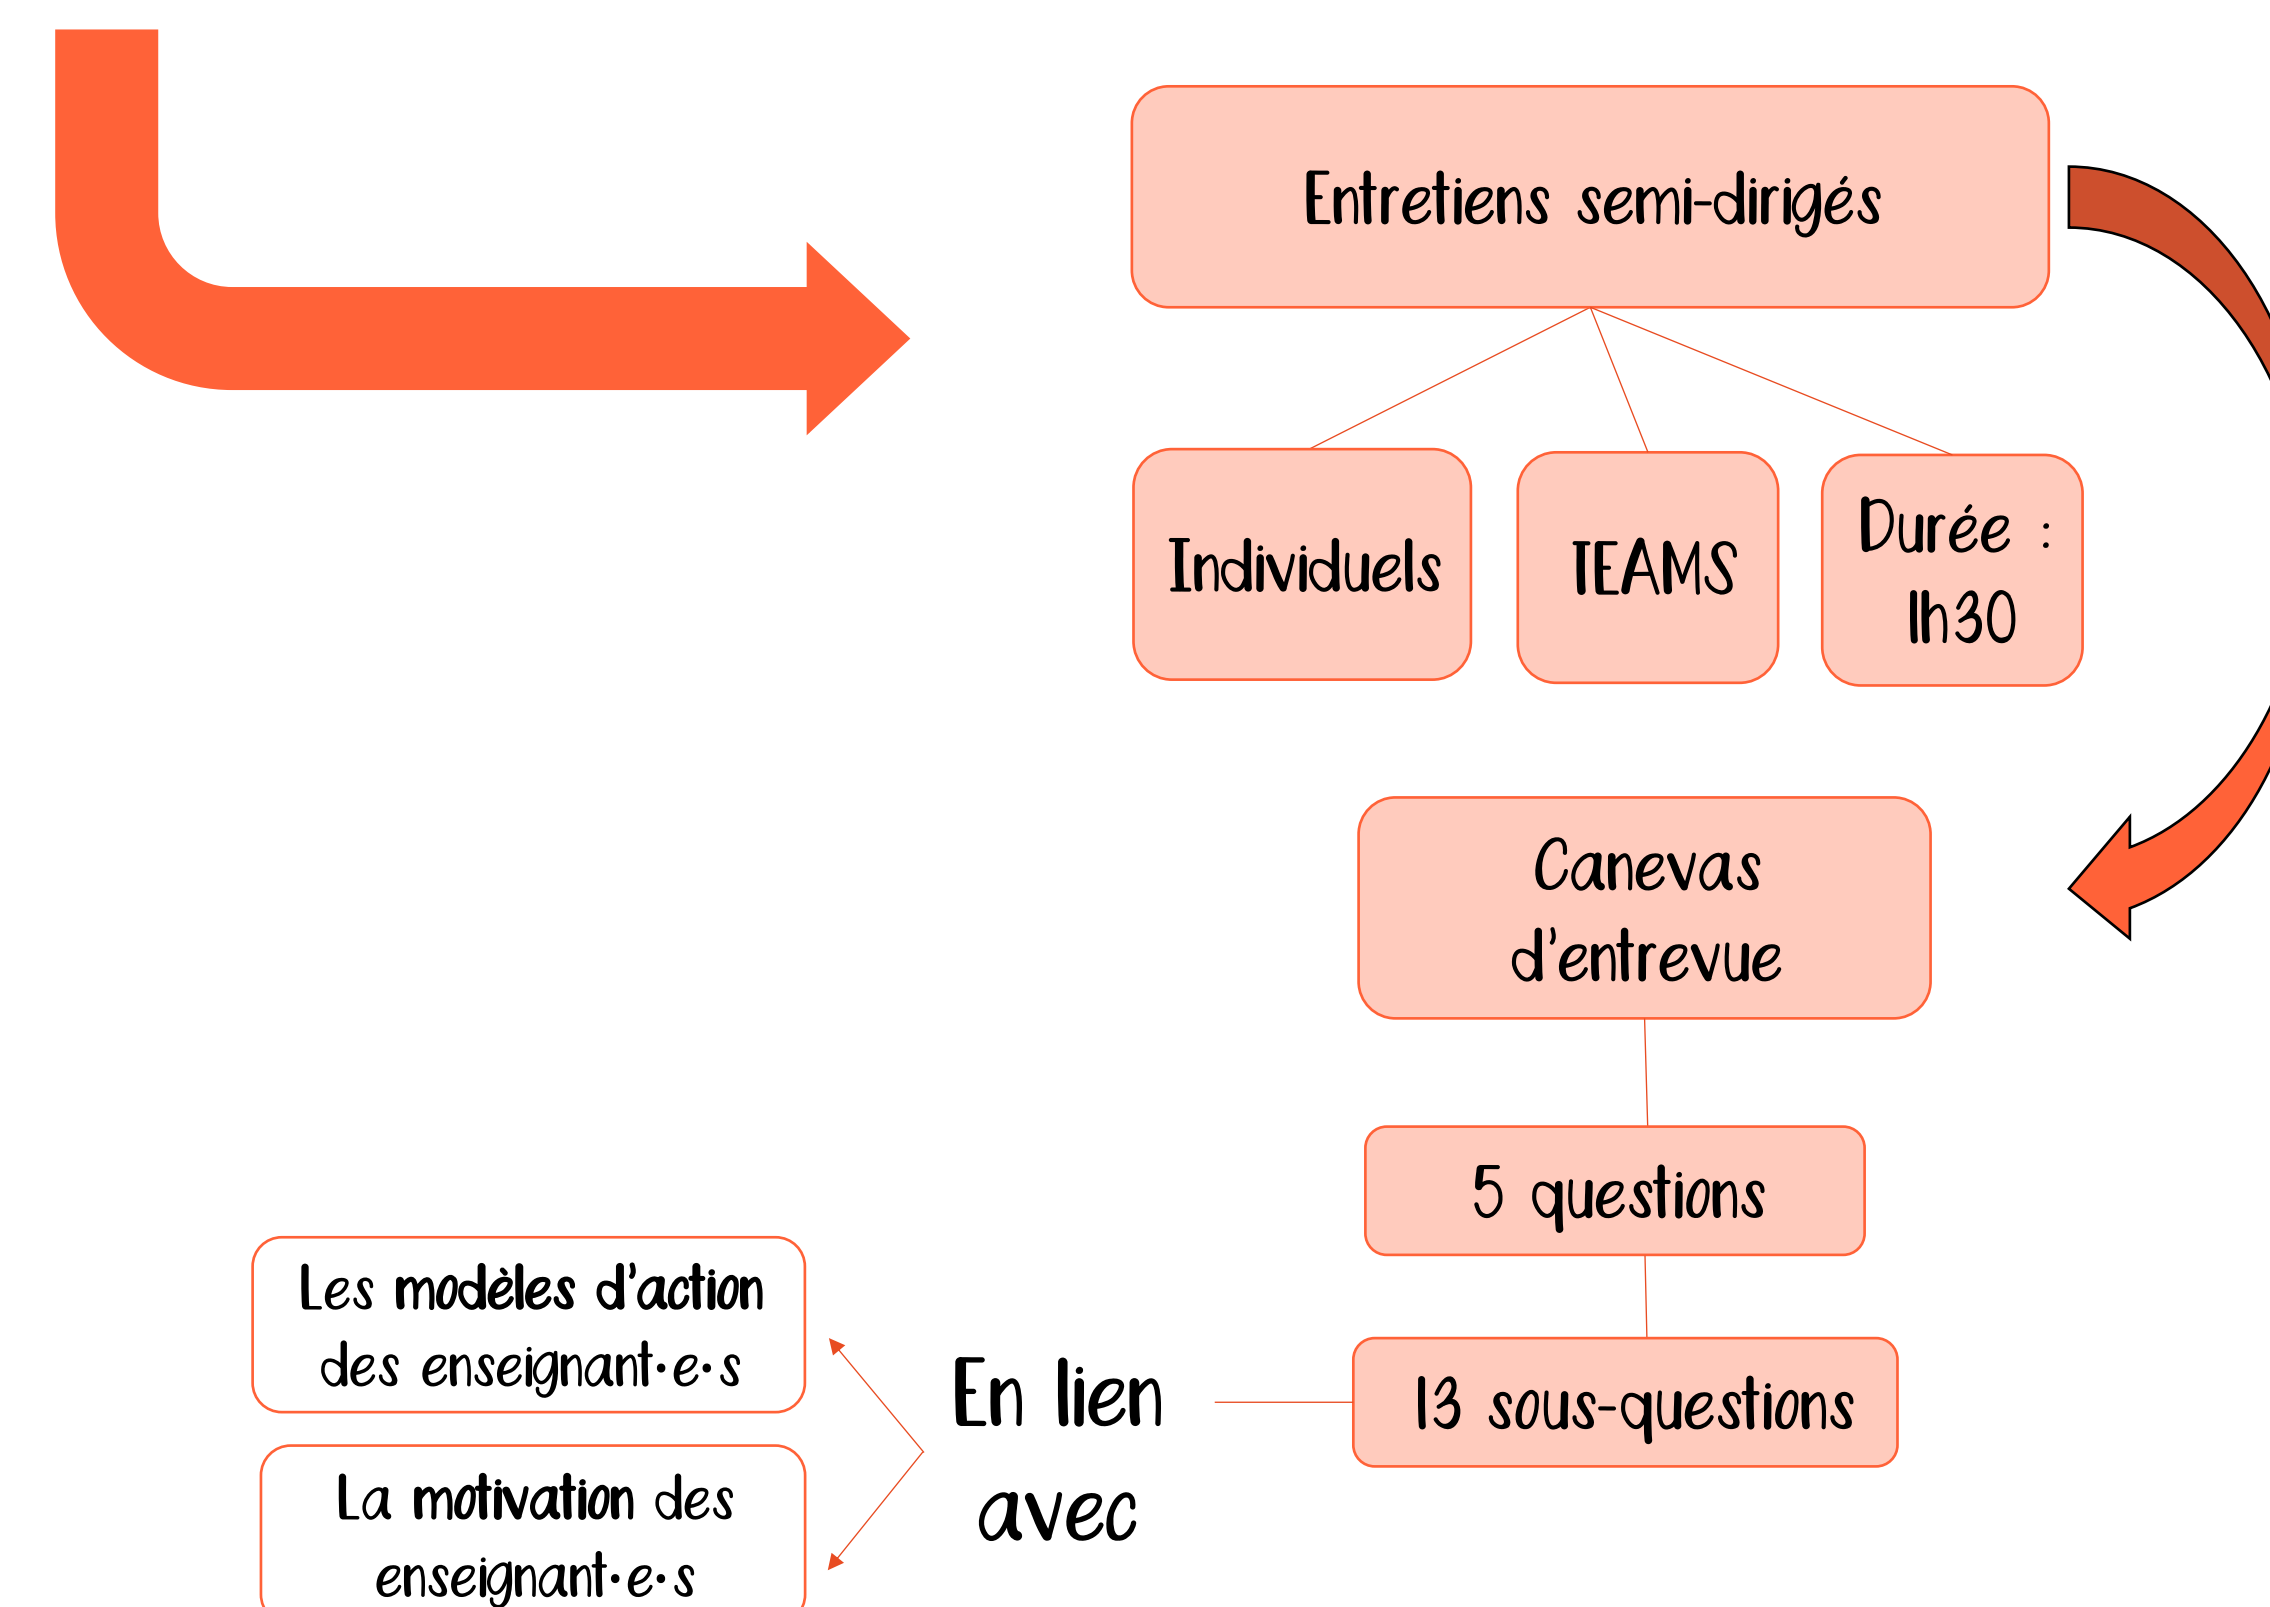 Entretiens semi-dirigés
Individuels
TEAMS
Durée :
1h30
Canevas
d'entrevue
5 questions
13 sous-questions
En lien
avec
Les modèles d'action
des enseignant·e·s
La motivation des
enseignant·e·s